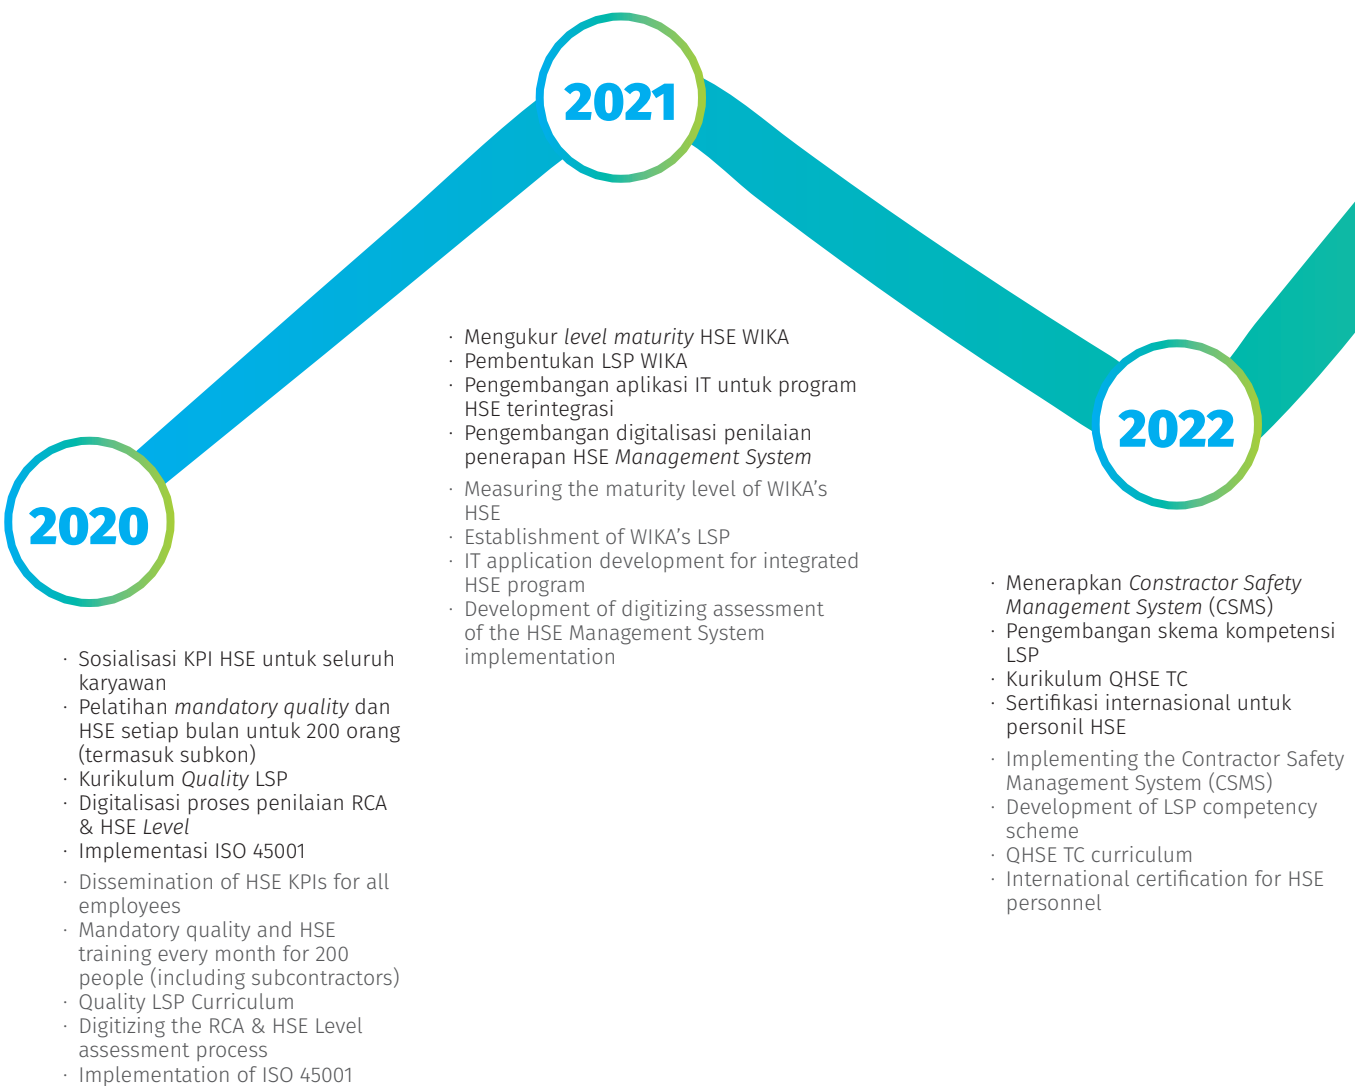 2020
· Sosialisasi KPI HSE untuk seluruh
karyawan
· Pelatihan mandatory quality dan
HSE setiap bulan untuk 200 orang
(termasuk subkon)
· Kurikulum Quality LSP
· Digitalisasi proses penilaian RCA
& HSE Level
· Implementasi ISO 45001
· Dissemination of HSE KPIs for all
employees
· Mandatory quality and HSE
training every month for 200
people (including subcontractors)
· Quality LSP Curriculum
· Digitizing the RCA & HSE Level
assessment process
· Implementation of ISO 45001
2021
· Mengukur level maturity HSE WIKA
· Pembentukan LSP WIKA
· Pengembangan aplikasi IT untuk program
HSE terintegrasi
· Pengembangan digitalisasi penilaian
penerapan HSE Management System
· Measuring the maturity level of WIKA’s
HSE
· Establishment of WIKA’s LSP
· IT application development for integrated
HSE program
· Development of digitizing assessment
of the HSE Management System
implementation
2022
· Menerapkan Constractor Safety
Management System (CSMS)
· Pengembangan skema kompetensi
LSP
· Kurikulum QHSE TC
· Sertifikasi internasional untuk
personil HSE
· Implementing the Contractor Safety
Management System (CSMS)
· Development of LSP competency
scheme
· QHSE TC curriculum
· International certification for HSE
personnel